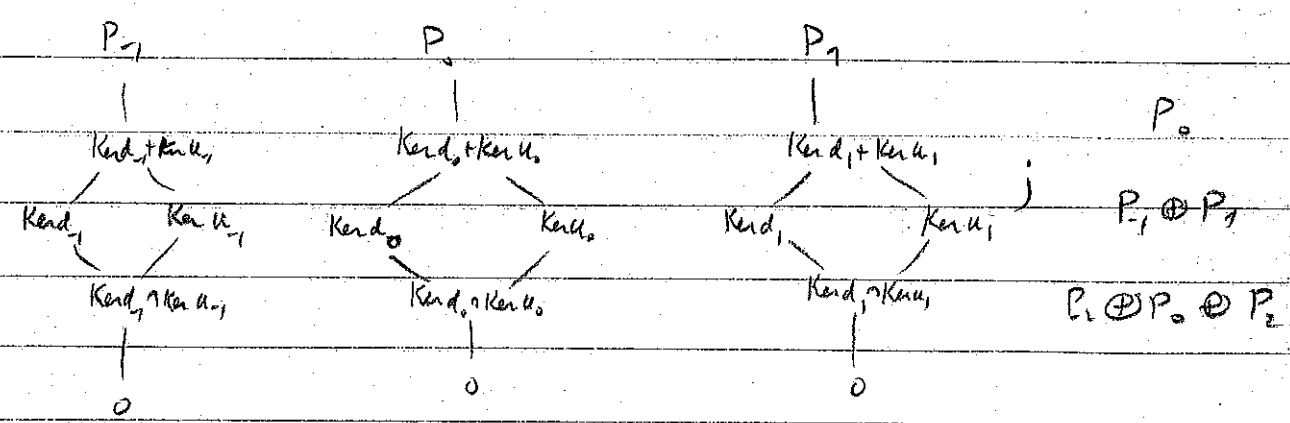 P₋₁ P₀ P₁
P₀
Ker d₋₁ + Ker u₋₁ Ker d₀ + Ker u₀ Ker d₁ + Ker u₁
Ker d₋₁ Ker u₋₁ Ker d₀ Ker u₀ Ker d₁ Ker u₁ ; P₋₁ ⊕ P₁
Ker d₋₁ ∩ Ker u₋₁ Ker d₀ ∩ Ker u₀ Ker d₁ ∩ Ker u₁ ⊕ P₀ ⊕ P₂
0 0 0